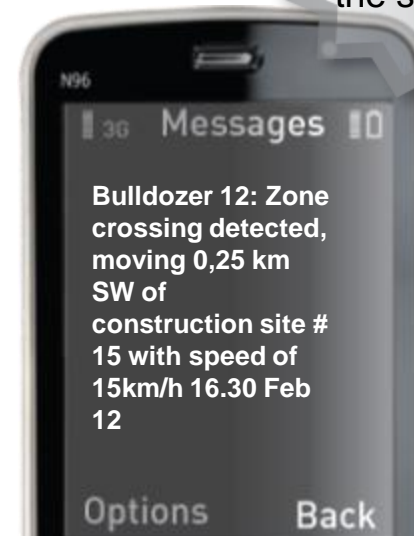 the s
N96
3G Messages
Bulldozer 12: Zone
crossing detected,
moving 0,25 km
SW of
construction site #
15 with speed of
15km/h 16.30 Feb
12
Options Back